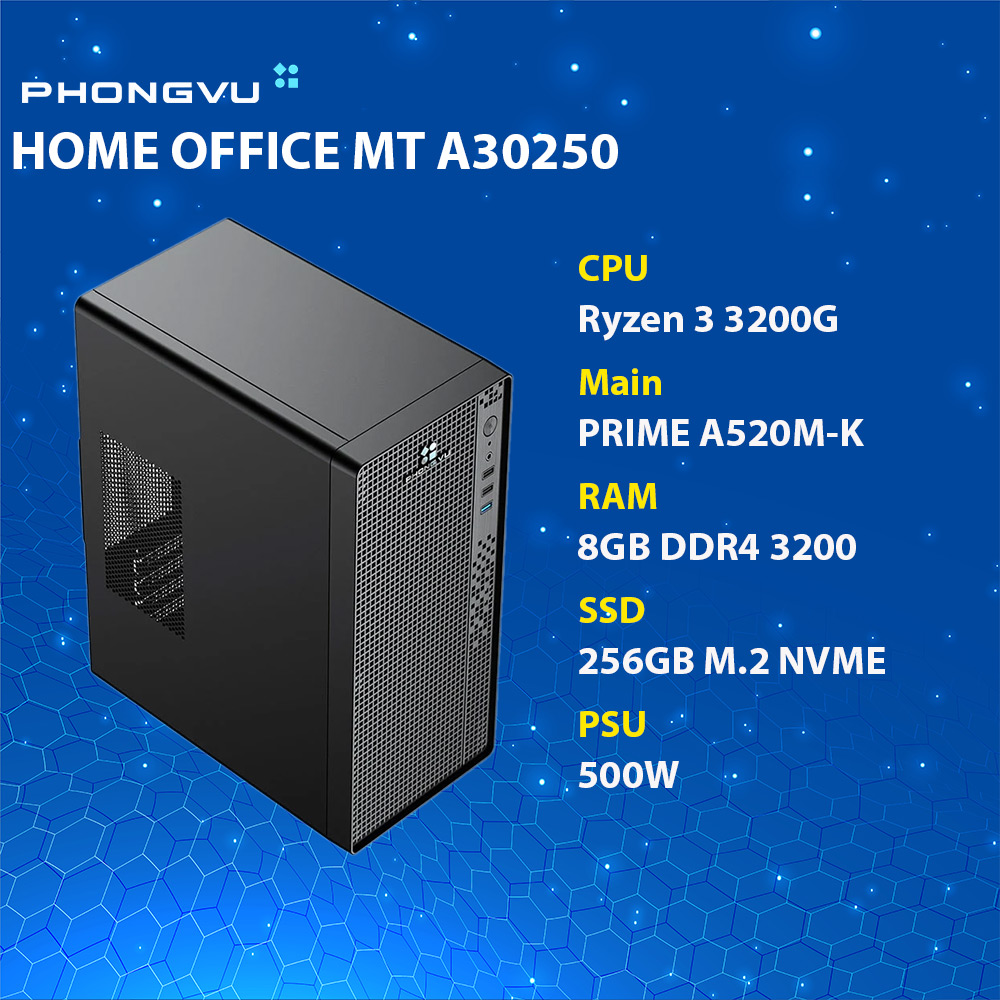 PHONGVU
HOME OFFICE MT A30250
CPU
Ryzen 3 3200G
Main
PRIME A520M-K
RAM
8GB DDR4 3200
SSD
256GB M.2 NVME
PSU
500W